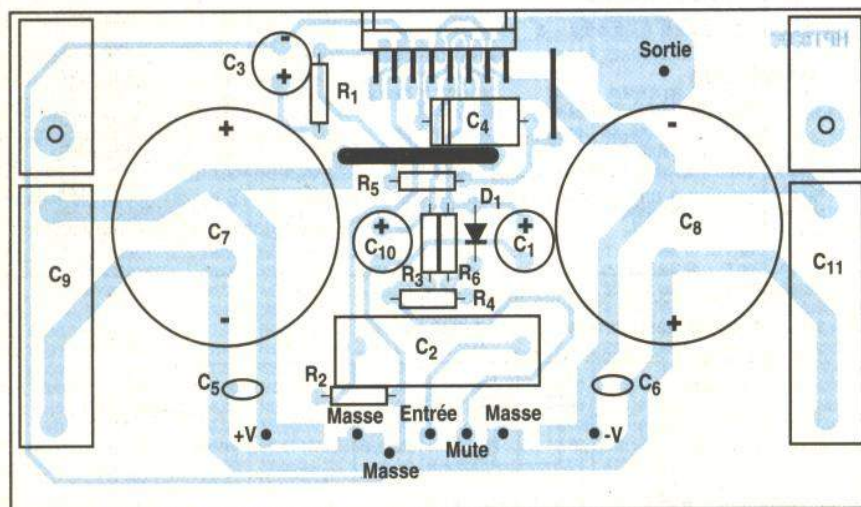 Sortie
-
C3
+
R1
C4
+
-
R5
D1
C7
C8
+
C10
+
C1
C9
C11
R3
R6
R4
-
+
C2
C5
R2
C6
Masse
Entrée
Masse
+V
-V
Mute
Masse